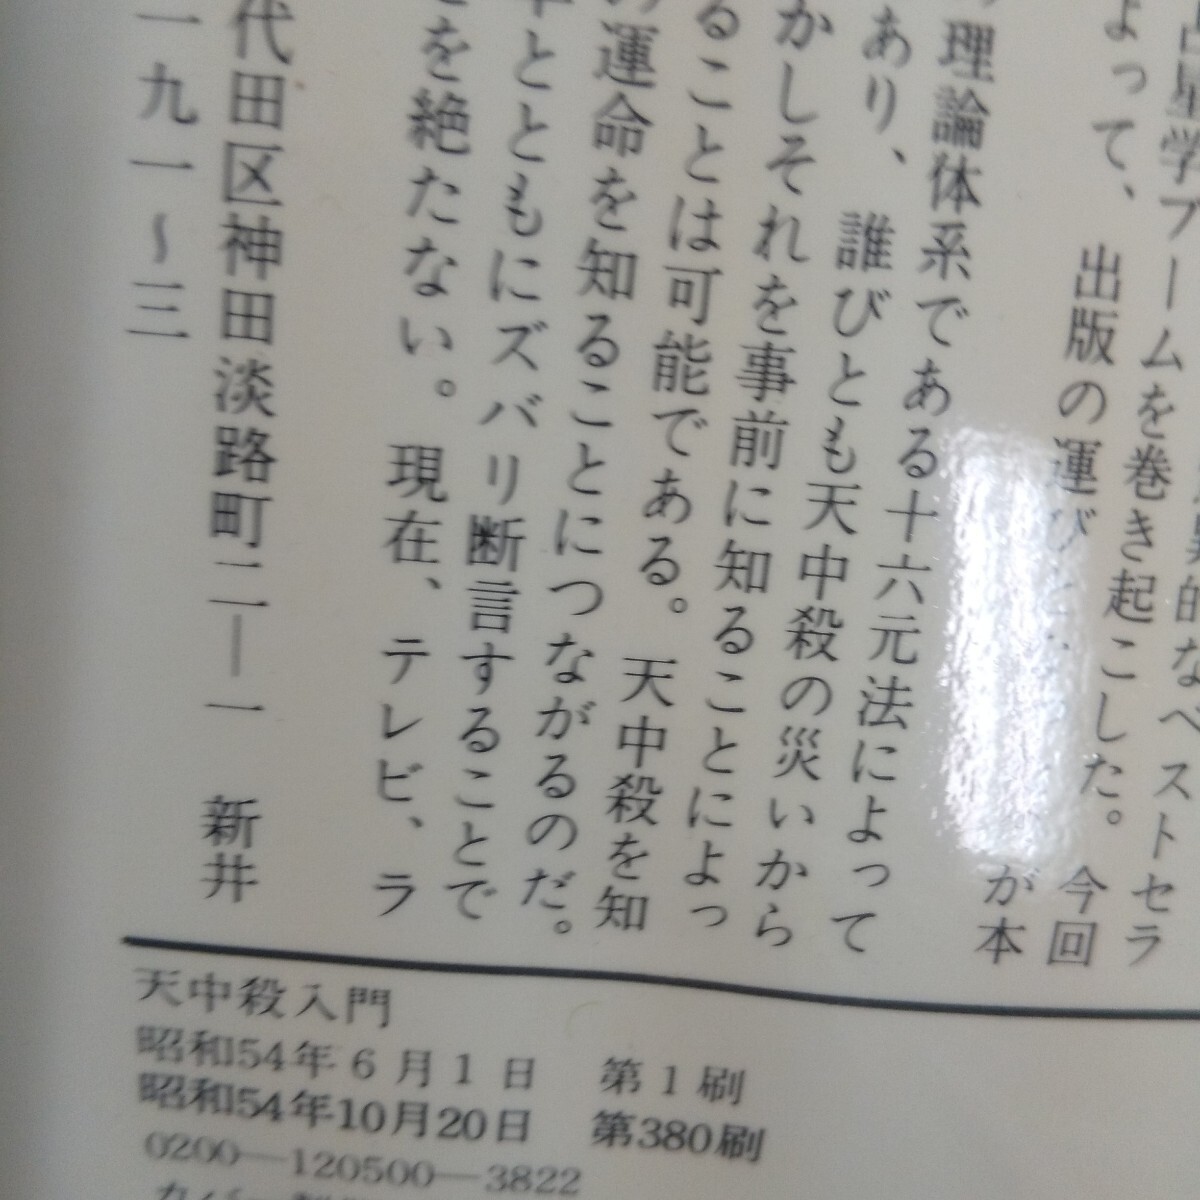 よって、出版の運び
ームを巻き起こした。今回
が本
理論体系である十六元法によって
あり、誰びとも天中殺の災いから
かしそれを事前に知ることによっ
ることは可能である。天中殺を知
運命を知ることにつながるのだ。
とともにズバリ断言することで
を絶たない。現在、テレビ、ラ
代田区神田淡路町二―一 新井
一九一～三
天中殺入門
昭和54年6月1日 第1刷
昭和54年10月20日 第380刷
0200―120500―3822